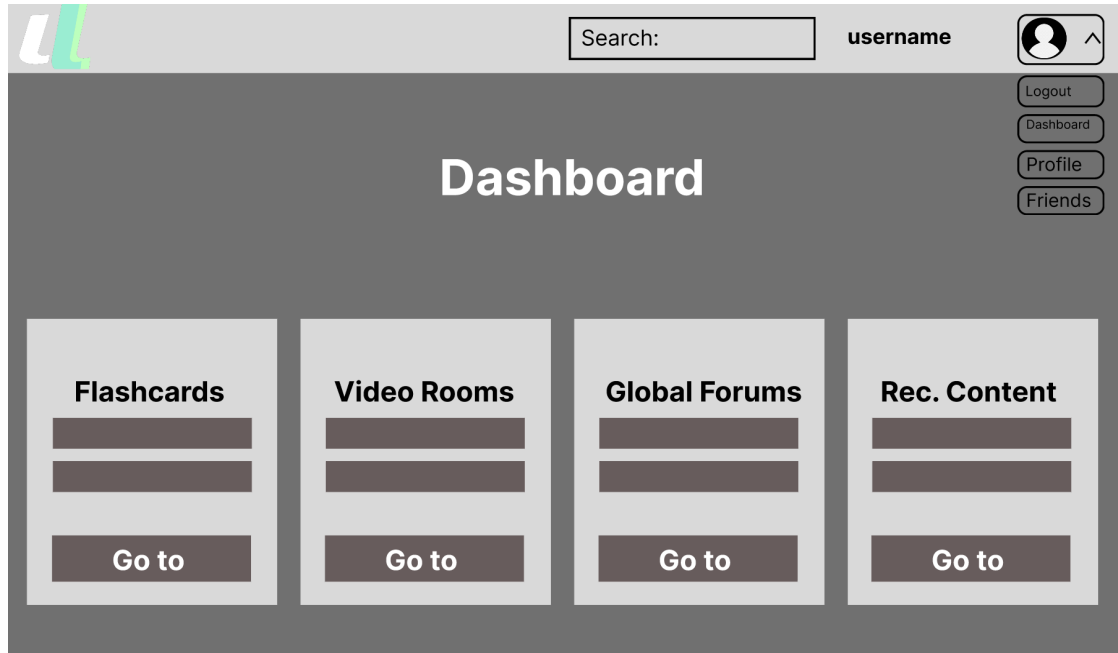 Search:
username
Logout
Dashboard
Profile
Friends
Dashboard
Flashcards
Video Rooms
Global Forums
Rec. Content
Go to
Go to
Go to
Go to